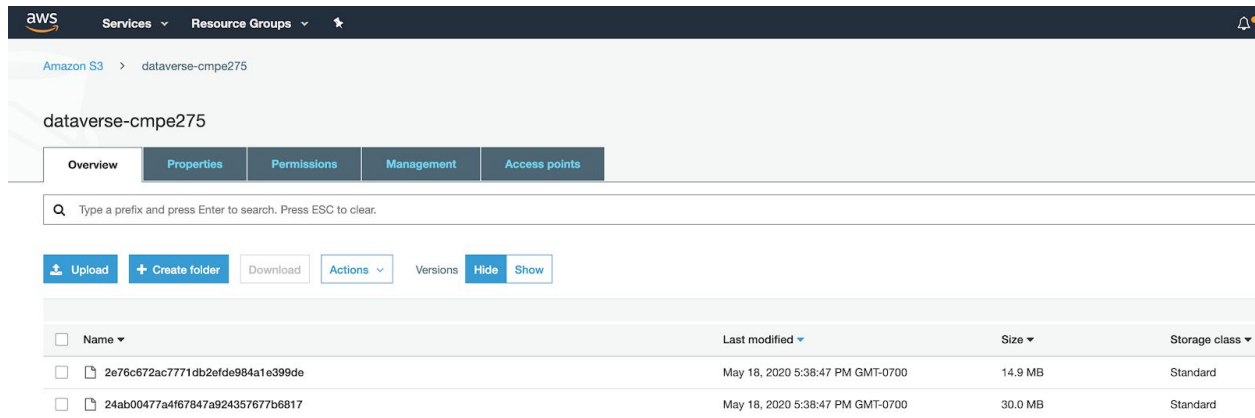 aws Services Resource Groups
Amazon S3 > dataverse-cmpe275
dataverse-cmpe275
Overview Properties Permissions Management Access points
Type a prefix and press Enter to search. Press ESC to clear.
Upload + Create folder Download Actions Versions Hide Show
Name Last modified Size Storage class
2e76c672ac7771db2efde984a1e399de May 18, 2020 5:38:47 PM GMT-0700 14.9 MB Standard
24ab00477a4f67847a924357677b6817 May 18, 2020 5:38:47 PM GMT-0700 30.0 MB Standard